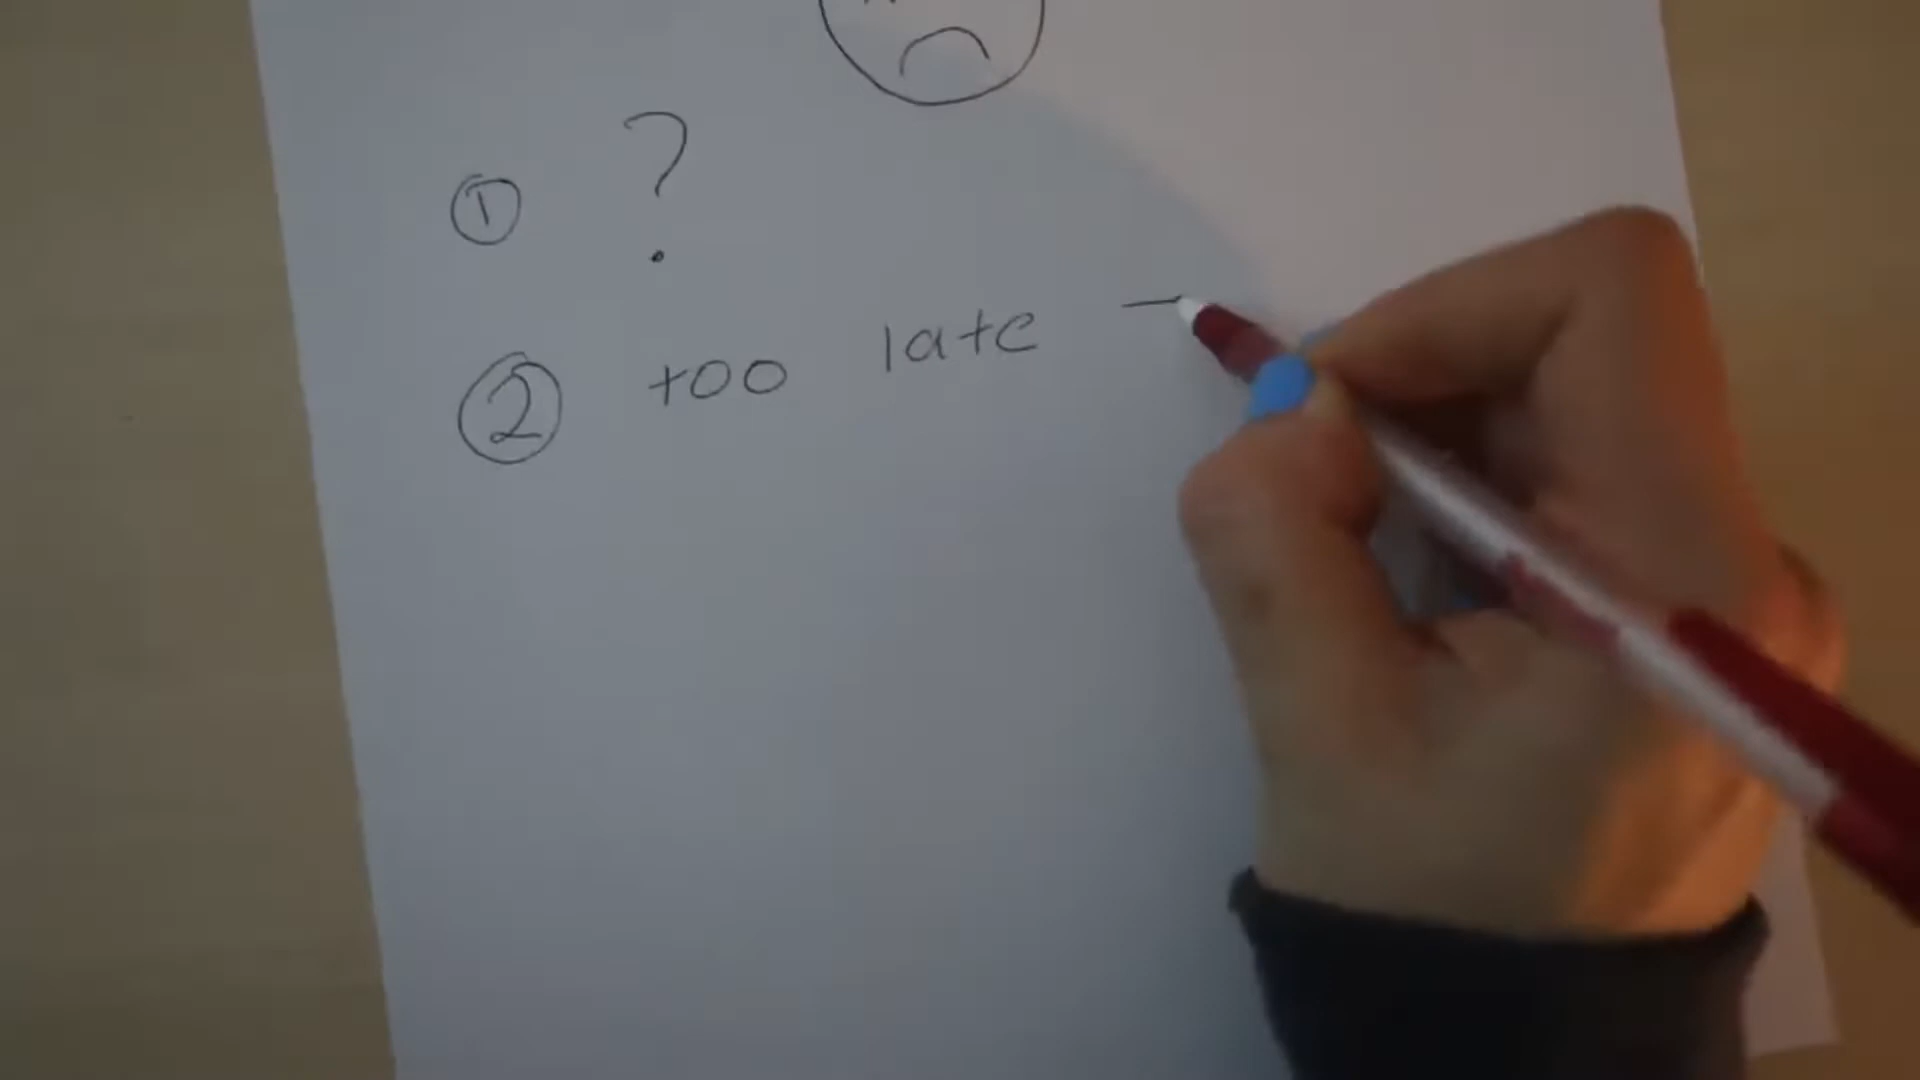 ① ?
② too late —